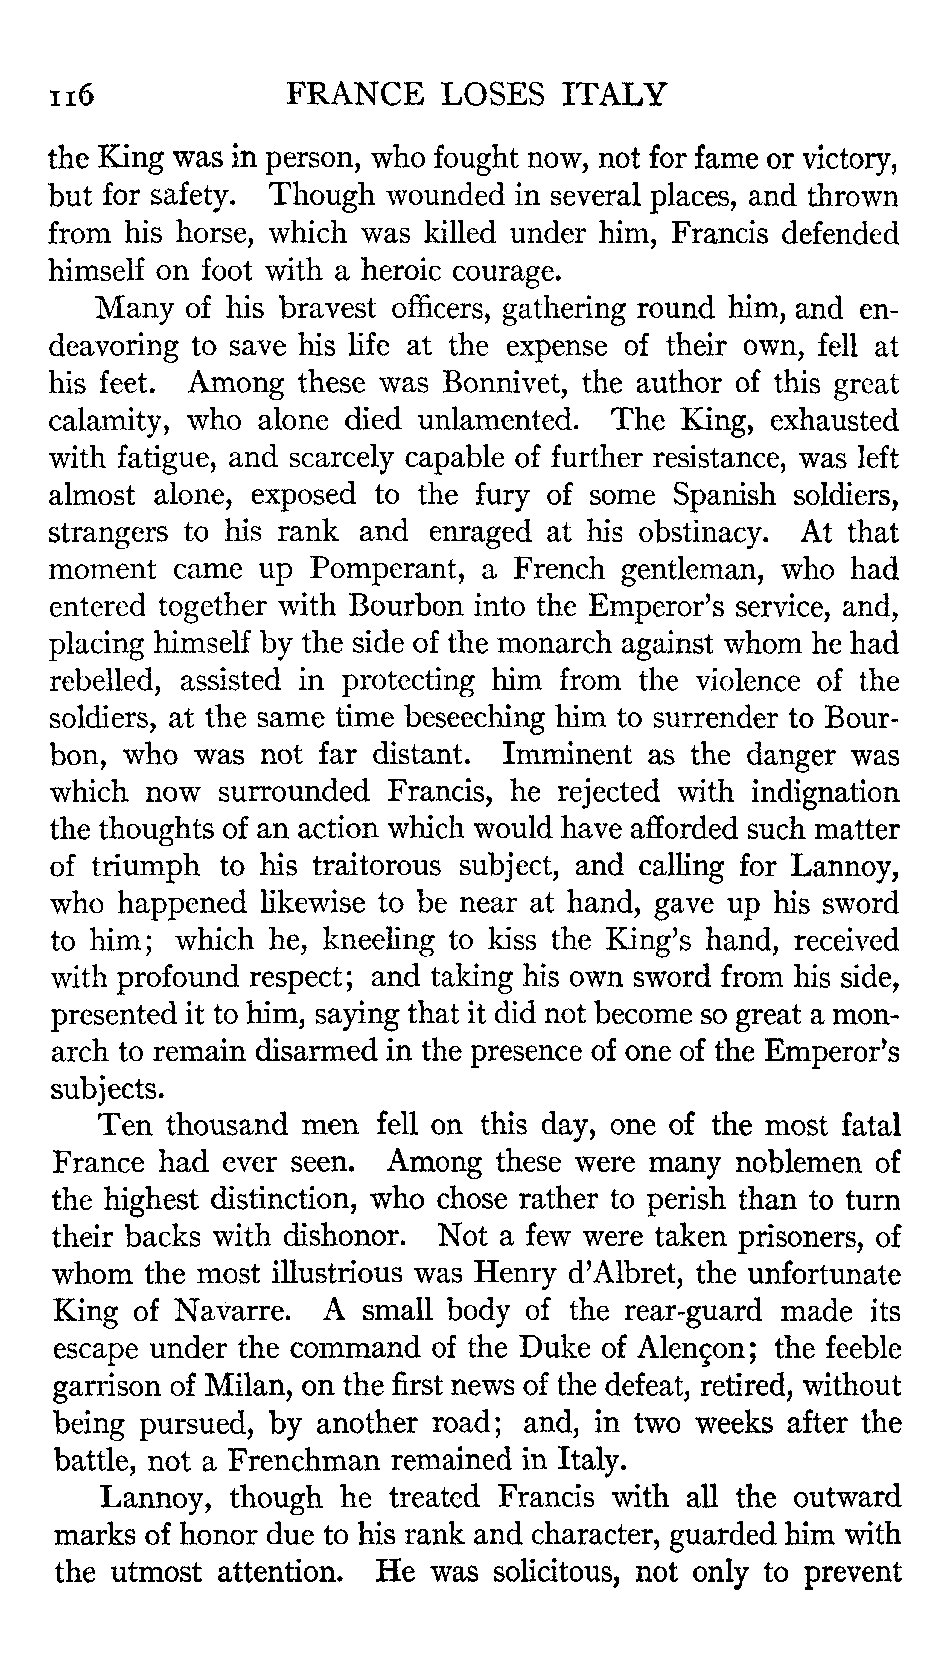 116 FRANCE LOSES ITALY
the King was in person, who fought now, not for fame or victory,
but for safety. Though wounded in several places, and thrown
from his horse, which was killed under him, Francis defended
himself on foot with a heroic courage.
Many of his bravest officers, gathering round him, and en-
deavoring to save his life at the expense of their own, fell at
his feet. Among these was Bonnivet, the author of this great
calamity, who alone died unlamented. The King, exhausted
with fatigue, and scarcely capable of further resistance, was left
almost alone, exposed to the fury of some Spanish soldiers,
strangers to his rank and enraged at his obstinacy. At that
moment came up Pomperant, a French gentleman, who had
entered together with Bourbon into the Emperor's service, and,
placing himself by the side of the monarch against whom he had
rebelled, assisted in protecting him from the violence of the
soldiers, at the same time beseeching him to surrender to Bour-
bon, who was not far distant. Imminent as the danger was
which now surrounded Francis, he rejected with indignation
the thoughts of an action which would have afforded such matter
of triumph to his traitorous subject, and calling for Lannoy,
who happened likewise to be near at hand, gave up his sword
to him; which he, kneeling to kiss the King's hand, received
with profound respect; and taking his own sword from his side,
presented it to him, saying that it did not become so great a mon-
arch to remain disarmed in the presence of one of the Emperor's
subjects.
Ten thousand men fell on this day, one of the most fatal
France had ever seen. Among these were many noblemen of
the highest distinction, who chose rather to perish than to turn
their backs with dishonor. Not a few were taken prisoners, of
whom the most illustrious was Henry d'Albret, the unfortunate
King of Navarre. A small body of the rear-guard made its
escape under the command of the Duke of Alençon; the feeble
garrison of Milan, on the first news of the defeat, retired, without
being pursued, by another road; and, in two weeks after the
battle, not a Frenchman remained in Italy.
Lannoy, though he treated Francis with all the outward
marks of honor due to his rank and character, guarded him with
the utmost attention. He was solicitous, not only to prevent